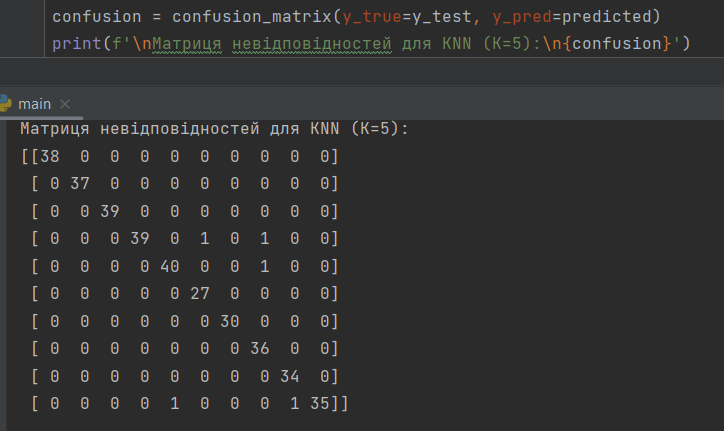 confusion = confusion_matrix(y_true=y_test, y_pred=predicted)
print(f'\nМатриця невідповідностей для KNN (K=5):\n{confusion}')
main
Матриця невідповідностей для KNN (K=5):
[[38  0  0  0  0  0  0  0  0  0]
 [ 0 37  0  0  0  0  0  0  0  0]
 [ 0  0 39  0  0  0  0  0  0  0]
 [ 0  0  0 39  0  1  0  1  0  0]
 [ 0  0  0  0 40  0  0  1  0  0]
 [ 0  0  0  0  0 27  0  0  0  0]
 [ 0  0  0  0  0  0 30  0  0  0]
 [ 0  0  0  0  0  0  0 36  0  0]
 [ 0  0  0  0  0  0  0  0 34  0]
 [ 0  0  0  0  1  0  0  0  1 35]]